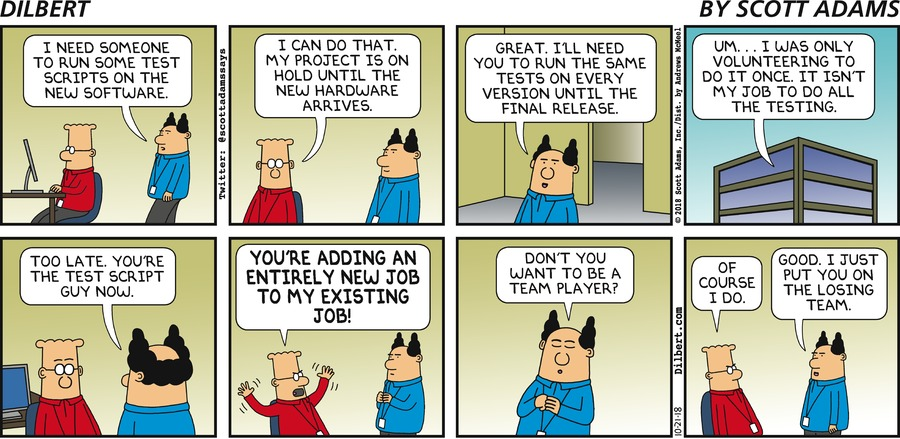 DILBERT
BY SCOTT ADAMS
I NEED SOMEONE
TO RUN SOME TEST
SCRIPTS ON THE
NEW SOFTWARE.
Twitter: @scottadamssays
I CAN DO THAT.
MY PROJECT IS ON
HOLD UNTIL THE
NEW HARDWARE
ARRIVES.
GREAT. I'LL NEED
YOU TO RUN THE SAME
TESTS ON EVERY
VERSION UNTIL THE
FINAL RELEASE.
© 2018 Scott Adams, Inc./Dist. by Andrews McMeel
UM... I WAS ONLY
VOLUNTEERING TO
DO IT ONCE. IT ISN'T
MY JOB TO DO ALL
THE TESTING.
TOO LATE. YOU'RE
THE TEST SCRIPT
GUY NOW.
YOU'RE ADDING AN
ENTIRELY NEW JOB
TO MY EXISTING
JOB!
DON'T YOU
WANT TO BE A
TEAM PLAYER?
10-21-18 Dilbert.com
OF
COURSE
I DO.
GOOD. I JUST
PUT YOU ON
THE LOSING
TEAM.